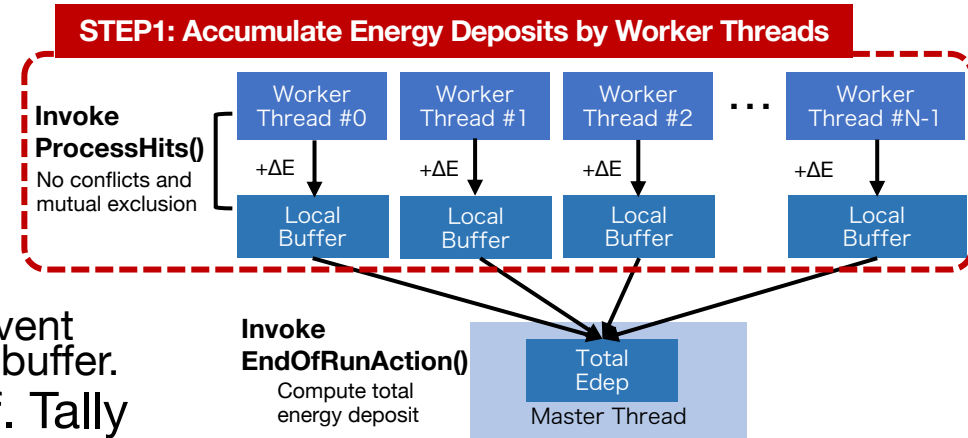 STEP1: Accumulate Energy Deposits by Worker Threads
Invoke
ProcessHits()
No conflicts and
mutual exclusion
Worker
Thread #0
Worker
Thread #1
Worker
Thread #2
...
Worker
Thread #N-1
+ΔE
+ΔE
+ΔE
+ΔE
Local
Buffer
Local
Buffer
Local
Buffer
Local
Buffer
buffer.
Tally
Invoke
EndOfRunAction()
Compute total
energy deposit
Total
Edep
Master Thread